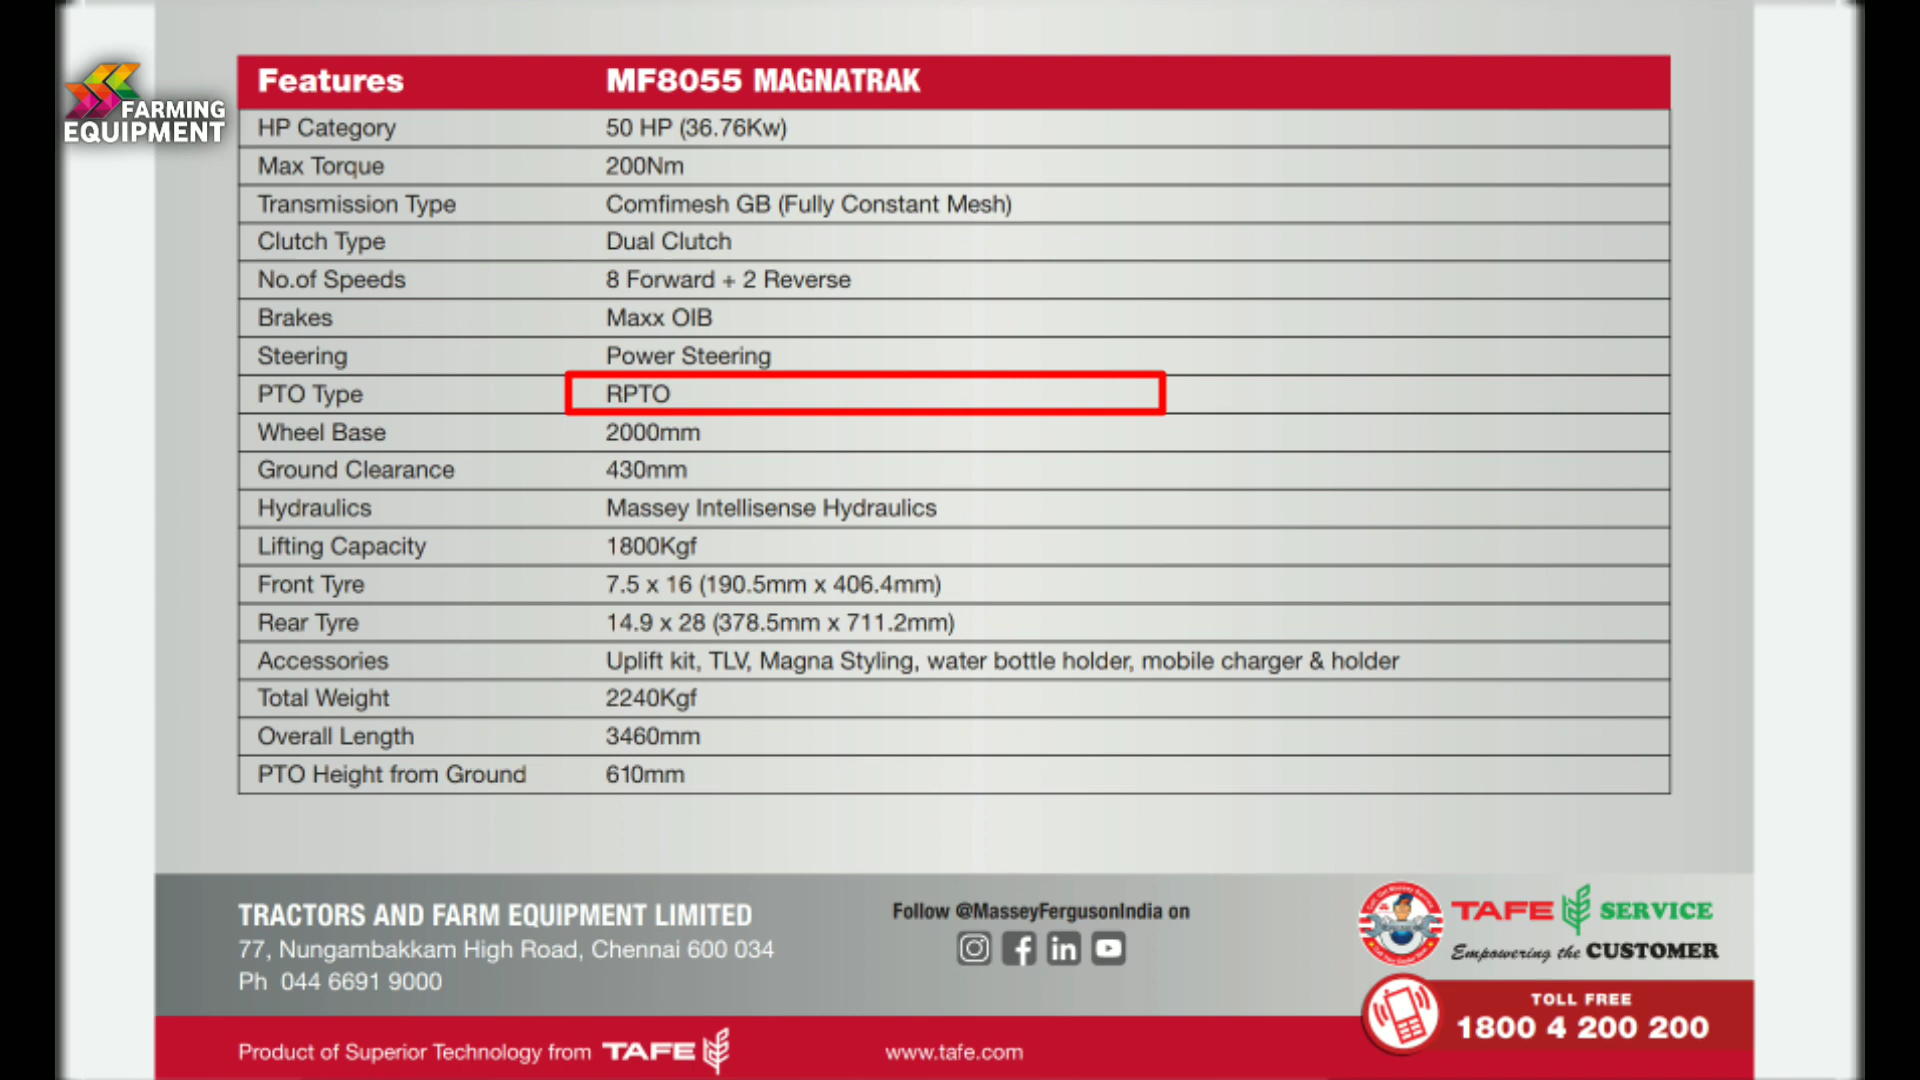 FARMING
EQUIPMENT
Features MF8055 MAGNATRAK
HP Category 50 HP (36.76Kw)
Max Torque 200Nm
Transmission Type Comfimesh GB (Fully Constant Mesh)
Clutch Type Dual Clutch
No.of Speeds 8 Forward + 2 Reverse
Brakes Maxx OIB
Steering Power Steering
PTO Type RPTO
Wheel Base 2000mm
Ground Clearance 430mm
Hydraulics Massey Intellisense Hydraulics
Lifting Capacity 1800Kgf
Front Tyre 7.5 x 16 (190.5mm x 406.4mm)
Rear Tyre 14.9 x 28 (378.5mm x 711.2mm)
Accessories Uplift kit, TLV, Magna Styling, water bottle holder, mobile charger & holder
Total Weight 2240Kgf
Overall Length 3460mm
PTO Height from Ground 610mm
TRACTORS AND FARM EQUIPMENT LIMITED
77, Nungambakkam High Road, Chennai 600 034
Ph 044 6691 9000
Follow @MasseyFergusonIndia on
TAFE SERVICE
Empowering the CUSTOMER
TOLL FREE
1800 4 200 200
Product of Superior Technology from TAFE
www.tafe.com